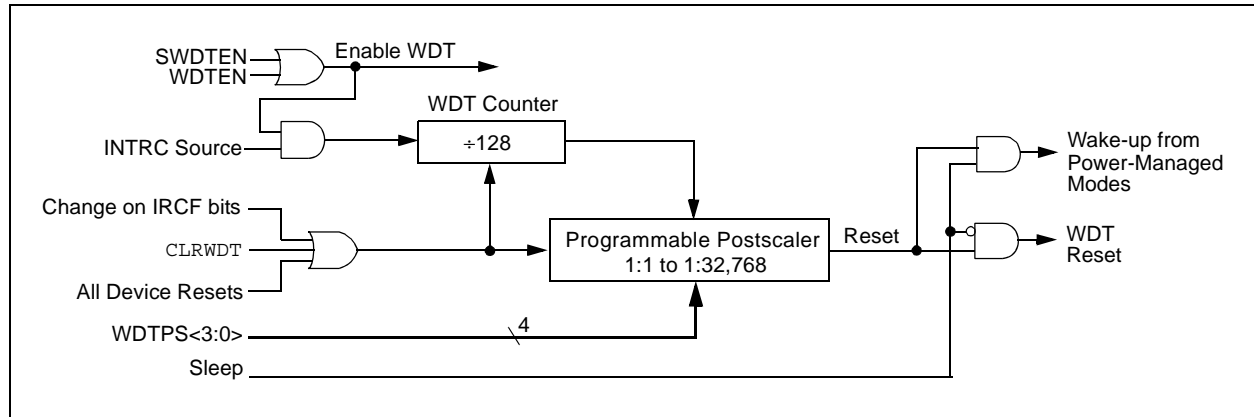 SWDTEN
WDTEN
Enable WDT
WDT Counter
INTRC Source
÷128
Wake-up from
Power-Managed
Modes
Change on IRCF bits
CLRWDT
All Device Resets
Programmable Postscaler
1:1 to 1:32,768
Reset
WDT
Reset
WDTPS<3:0>
4
Sleep